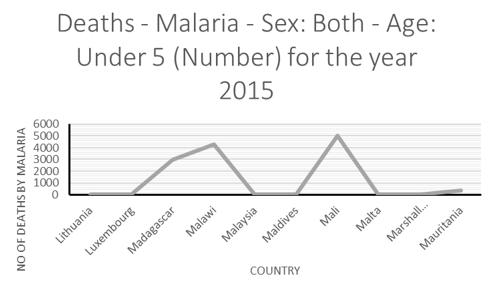 Deaths - Malaria - Sex: Both - Age:
Under 5 (Number) for the year
2015
NO OF DEATHS BY MALARIA
6000
5000
4000
3000
2000
1000
0
Lithuania
Luxembourg
Madagascar
Malawi
Malaysia
Maldives
Mali
Malta
Marshall...
Mauritania
COUNTRY